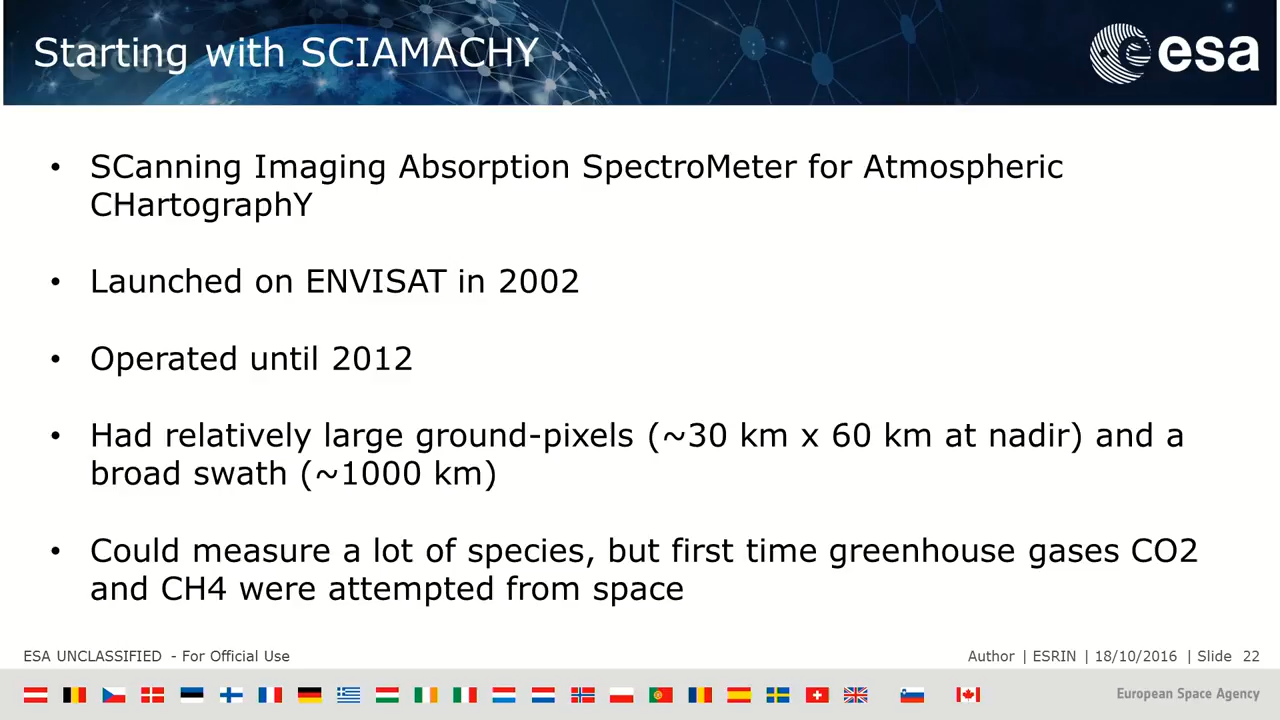 Starting with SCIAMACHY
esa
• SCanning Imaging Absorption SpectroMeter for Atmospheric
CHartographY
• Launched on ENVISAT in 2002
• Operated until 2012
• Had relatively large ground-pixels (~30 km x 60 km at nadir) and a
broad swath (~1000 km)
• Could measure a lot of species, but first time greenhouse gases CO2
and CH4 were attempted from space
ESA UNCLASSIFIED - For Official Use
Author | ESRIN | 18/10/2016 | Slide 22
European Space Agency